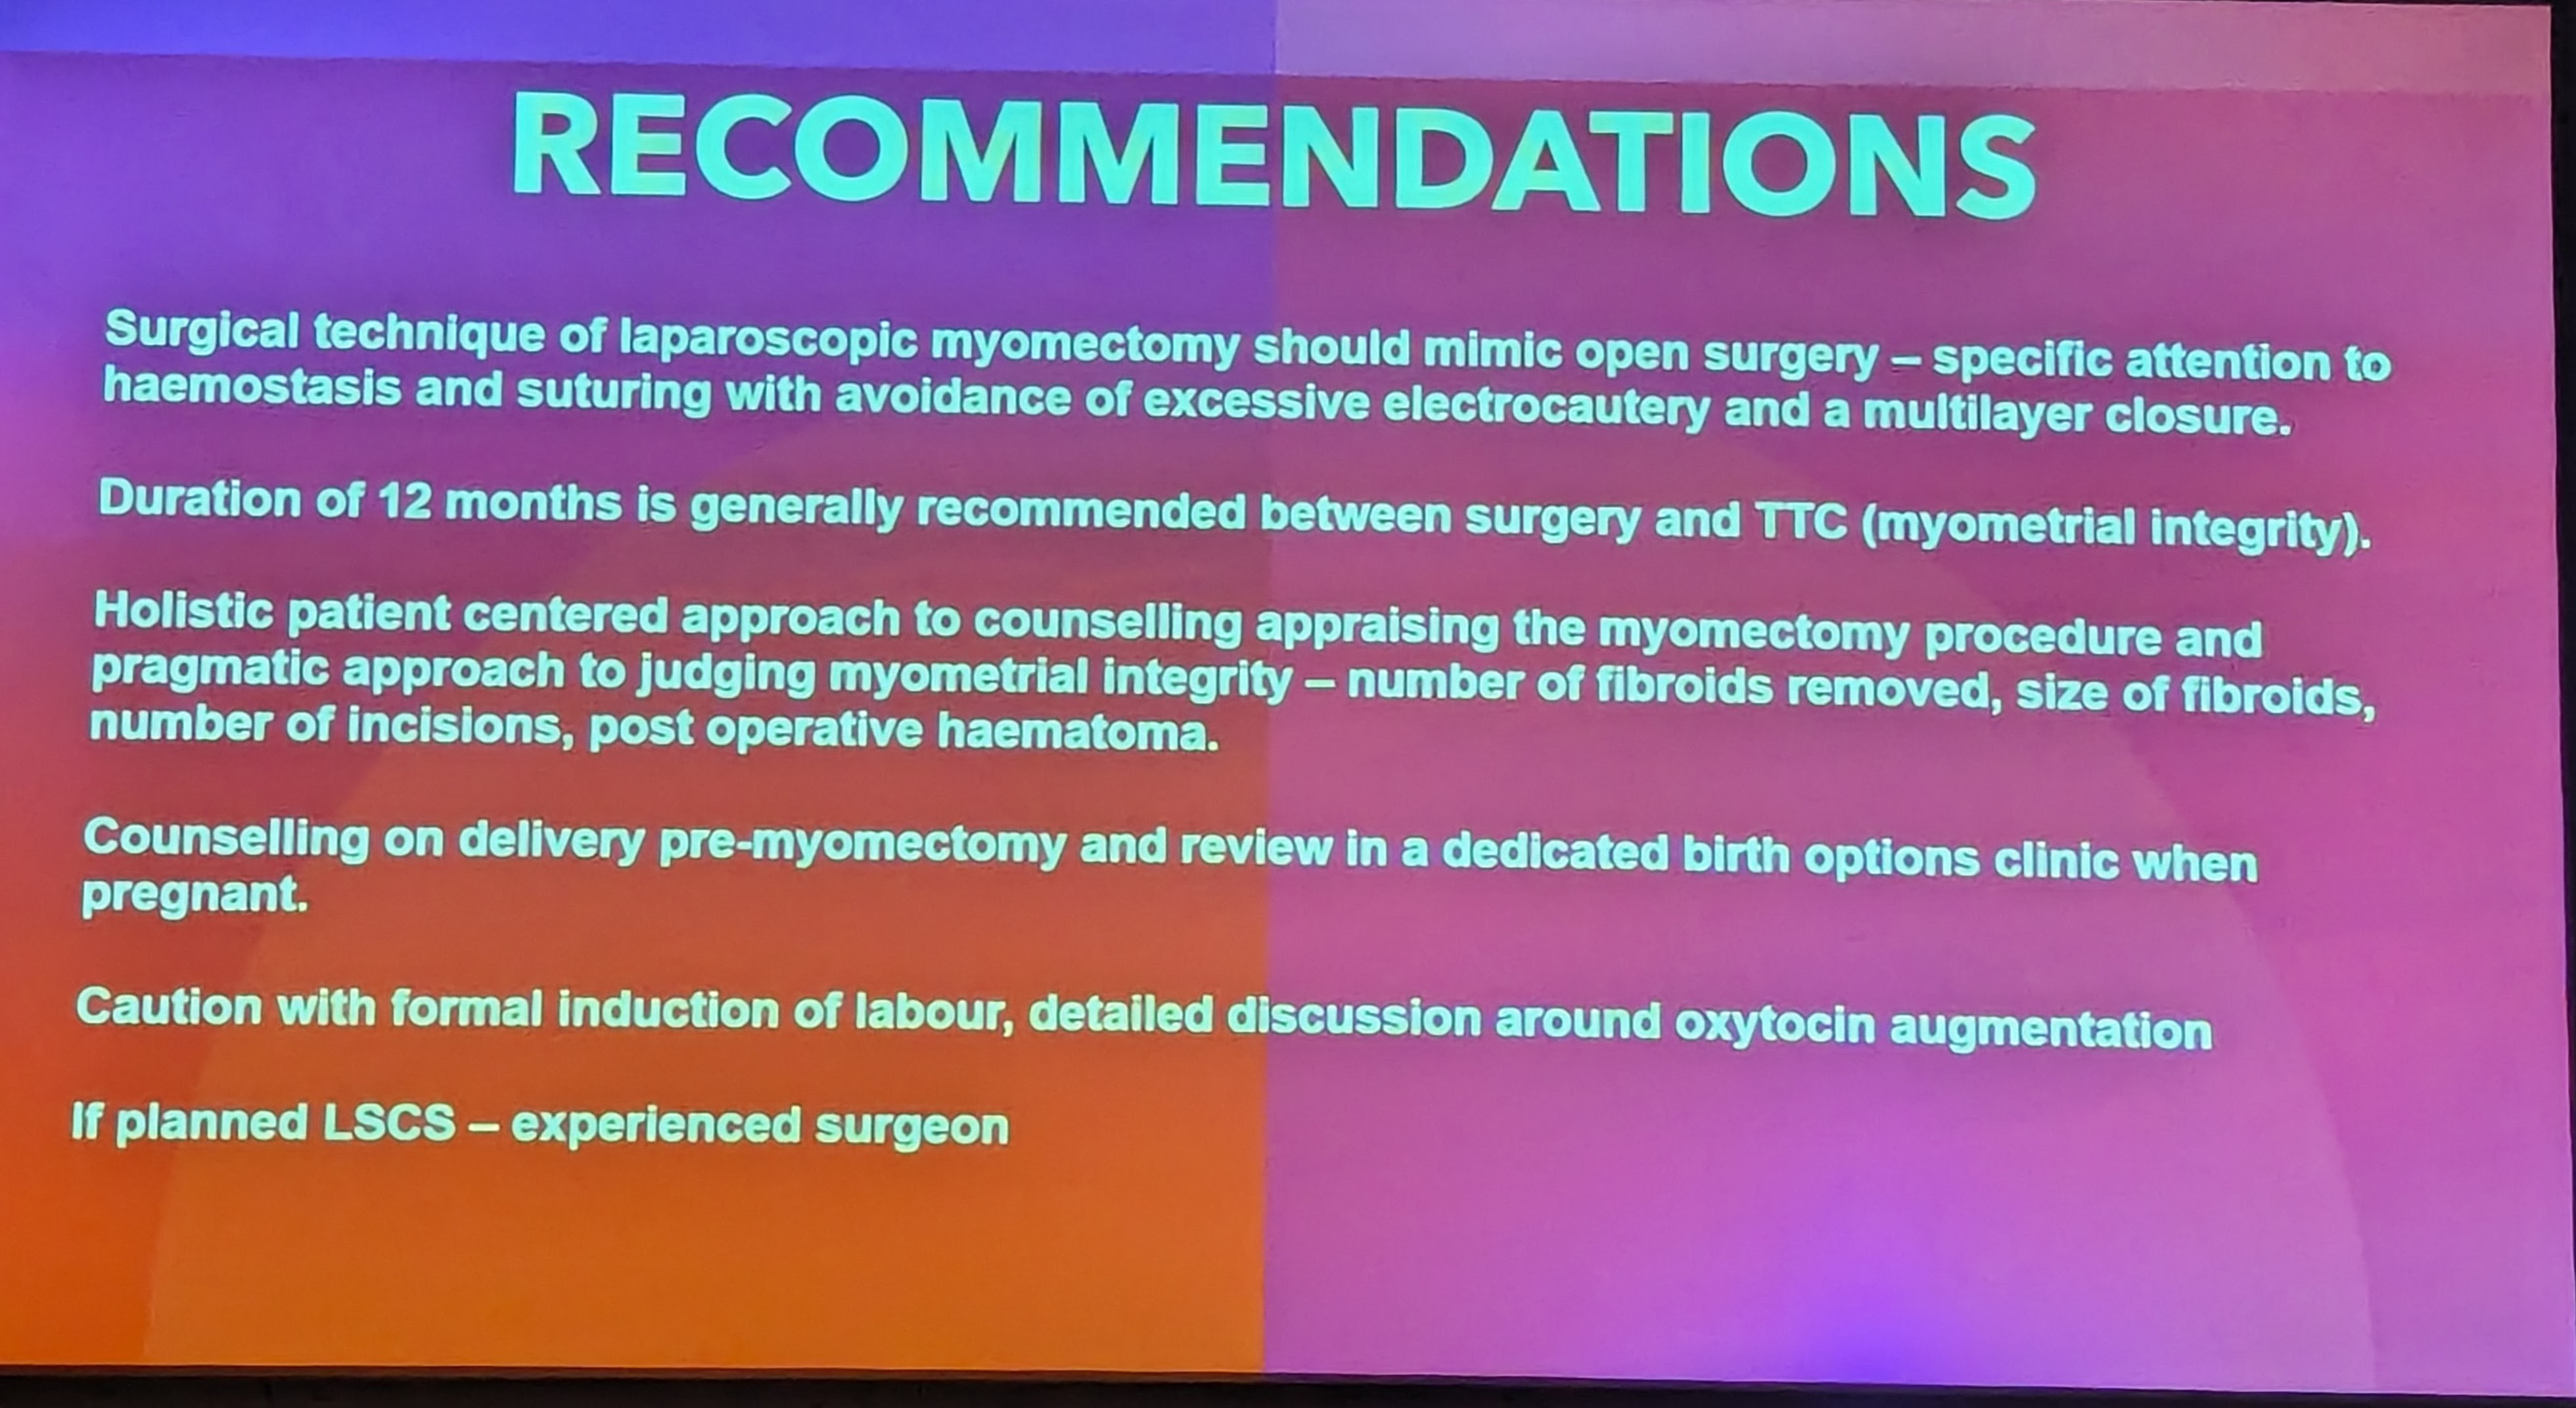 RECOMMENDATIONS
Surgical technique of laparoscopic myomectomy should mimic open surgery – specific attention to
haemostasis and suturing with avoidance of excessive electrocautery and a multilayer closure.
Duration of 12 months is generally recommended between surgery and TTC (myometrial integrity).
Holistic patient centered approach to counselling appraising the myomectomy procedure and
pragmatic approach to judging myometrial integrity – number of fibroids removed, size of fibroids,
number of incisions, post operative haematoma.
Counselling on delivery pre-myomectomy and review in a dedicated birth options clinic when
pregnant.
Caution with formal induction of labour, detailed discussion around oxytocin augmentation
If planned LSCS – experienced surgeon